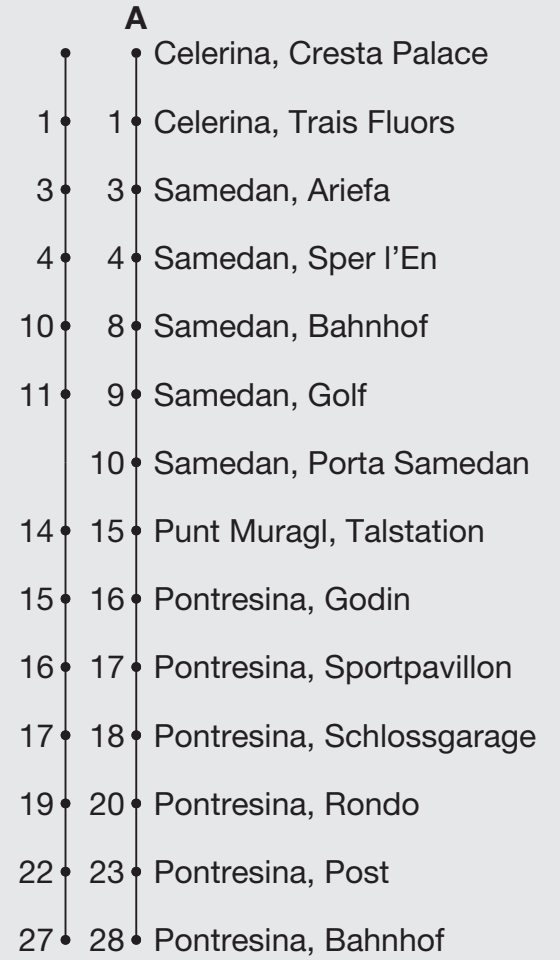 A
Celerina, Cresta Palace
1 1 Celerina, Trais Fluors
3 3 Samedan, Ariefa
4 4 Samedan, Sper l’En
10 8 Samedan, Bahnhof
11 9 Samedan, Golf
10 Samedan, Porta Samedan
14 15 Punt Muragl, Talstation
15 16 Pontresina, Godin
16 17 Pontresina, Sportpavillon
17 18 Pontresina, Schlossgarage
19 20 Pontresina, Rondo
22 23 Pontresina, Post
27 28 Pontresina, Bahnhof